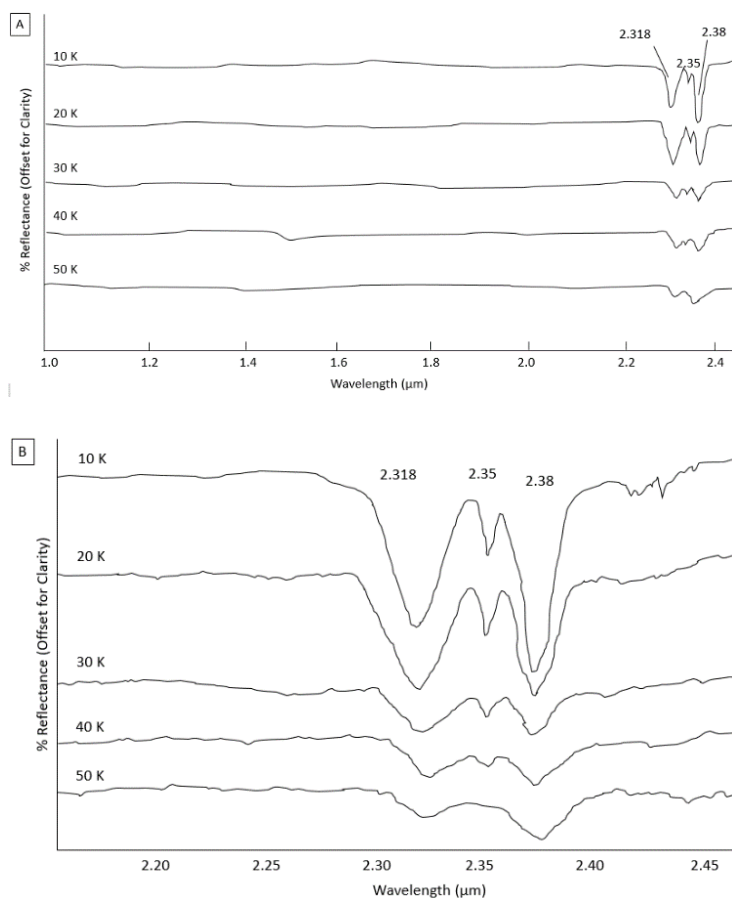 A
2.318
2.38
10 K
2.35
20 K
30 K
40 K
50 K
% Reflectance (Offset for Clarity)
1.0 1.2 1.4 1.6 1.8 2.0 2.2 2.4
Wavelength (μm)
B
10 K
2.318 2.35 2.38
20 K
30 K
40 K
50 K
% Reflectance (Offset for Clarity)
2.20 2.25 2.30 2.35 2.40 2.45
Wavelength (μm)